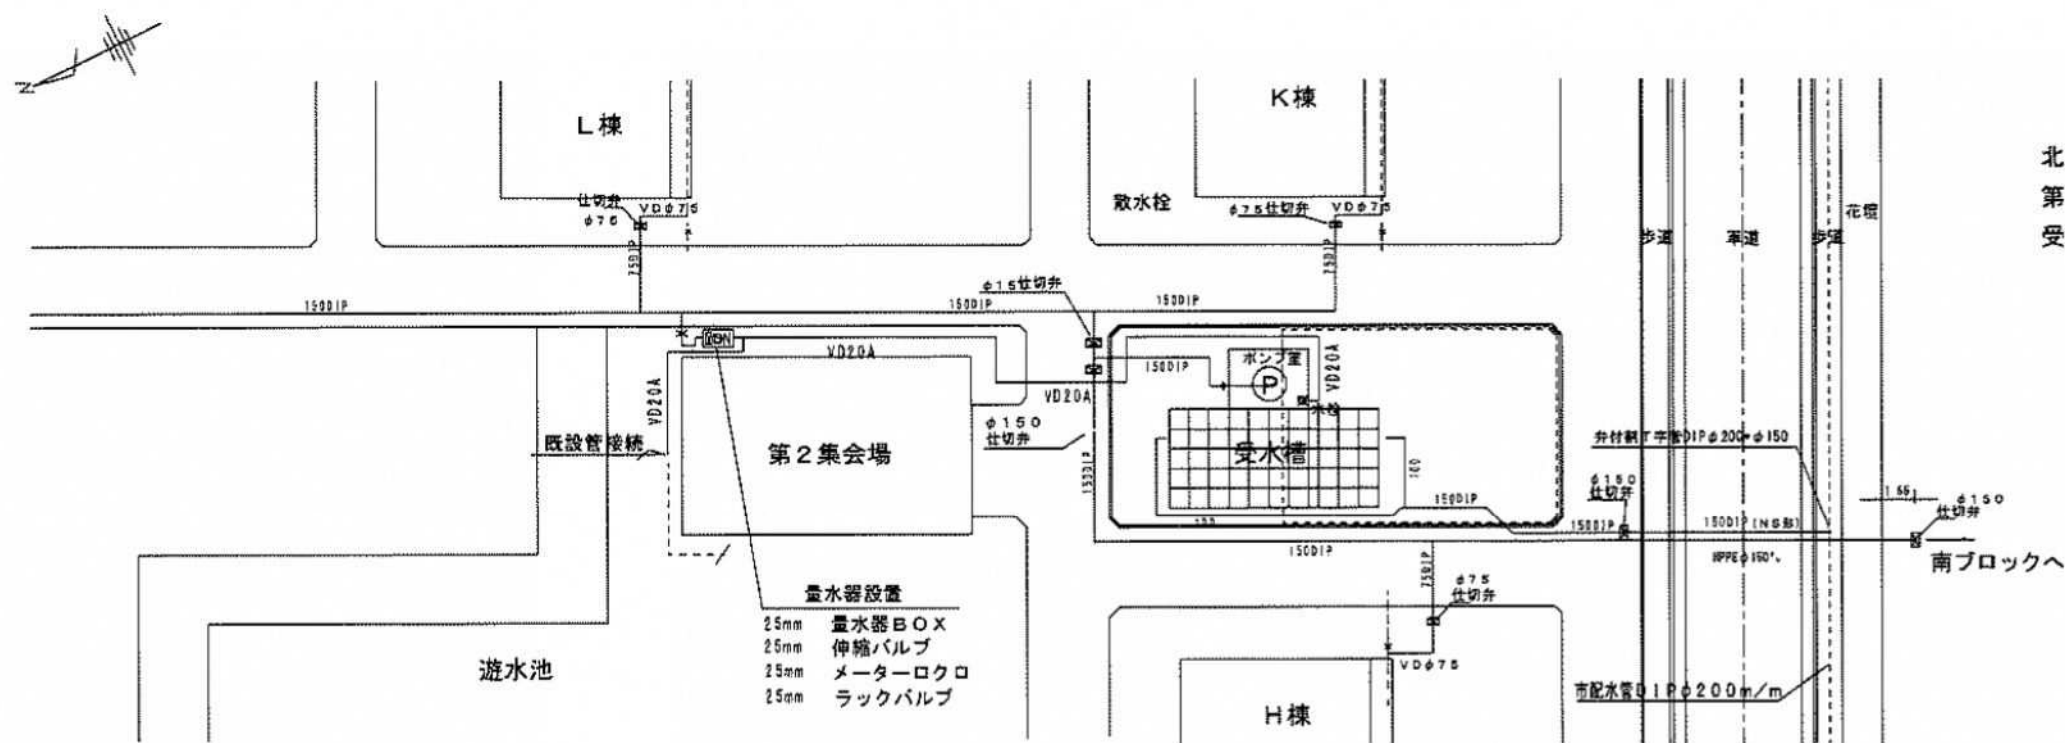 N
L棟
K棟
北
第
受
散水栓
仕切弁
φ75
VDφ75
φ75仕切弁
VDφ75
花壇
歩道
車道
歩道
75DIP
75DIP
150DIP
150DIP
φ15仕切弁
150DIP
VD20A
150DIP
ポンプ室
P
水栓
VD20A
VD20A
VD20A
φ150
仕切弁
既設管接続
第2集会場
受水槽
100
100
150DIP
弁付割T字管DIPφ200×φ150
φ150
仕切弁
150DIP
150DIP
150DIP(NS形)
φ150
仕切弁
南ブロックへ
150DIP
75DIP
φ75
仕切弁
VDφ75
量水器設置
25mm 量水器BOX
25mm 伸縮バルブ
25mm メーターロクロ
25mm ラックバルブ
遊水池
H棟
市配水管DIPφ200m/m